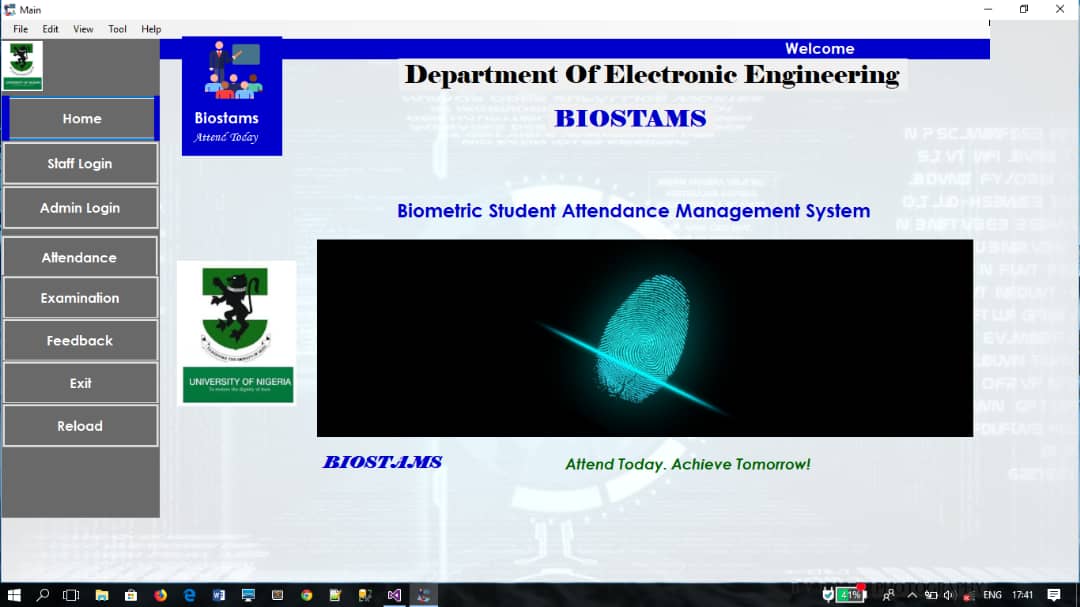 Main
File Edit View Tool Help
Welcome
Department Of Electronic Engineering
BIOSTAMS
Biostams
Attend Today
Home
Staff Login
Admin Login
Attendance
Examination
Feedback
Exit
Reload
Biometric Student Attendance Management System
UNIVERSITY OF NIGERIA
To restore the dignity of man
BIOSTAMS
Attend Today. Achieve Tomorrow!
PHOTOGRAPHY
41%
ENG 17:41